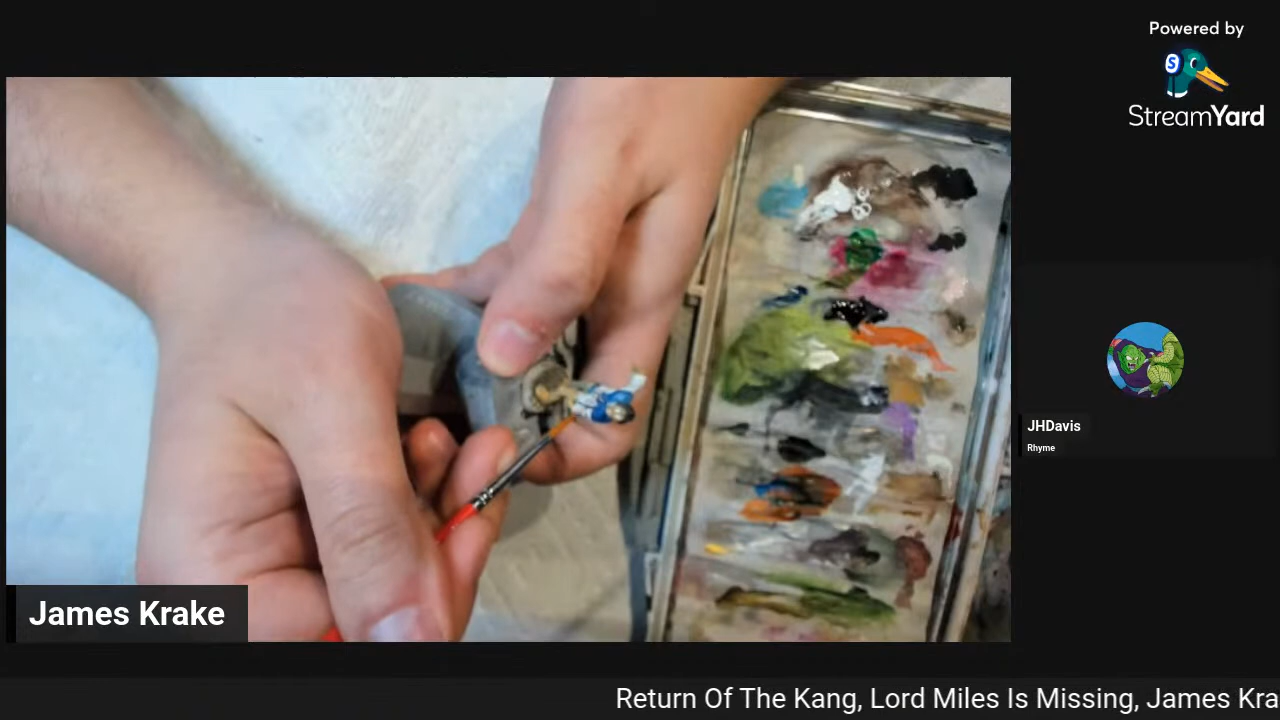 Powered by
StreamYard
JHDavis
Rhyme
James Krake
Return Of The Kang, Lord Miles Is Missing, James Kra